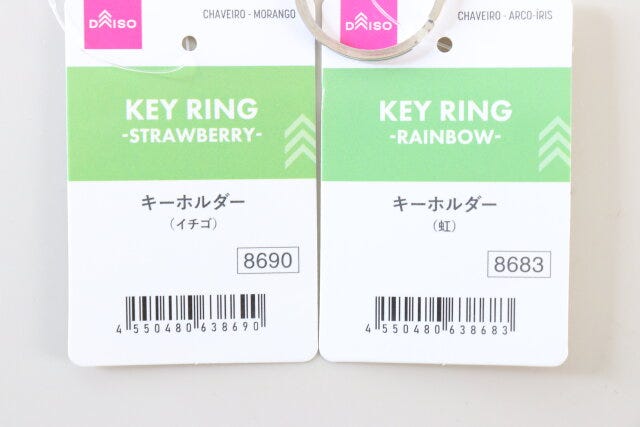 DAISO
CHAVEIRO - MORANGO
KEY RING
-STRAWBERRY-
キーホルダー
(イチゴ)
8690
4 550480 638690
DAISO
CHAVEIRO - ARCO-ÍRIS
KEY RING
-RAINBOW-
キーホルダー
(虹)
8683
4 550480 638683